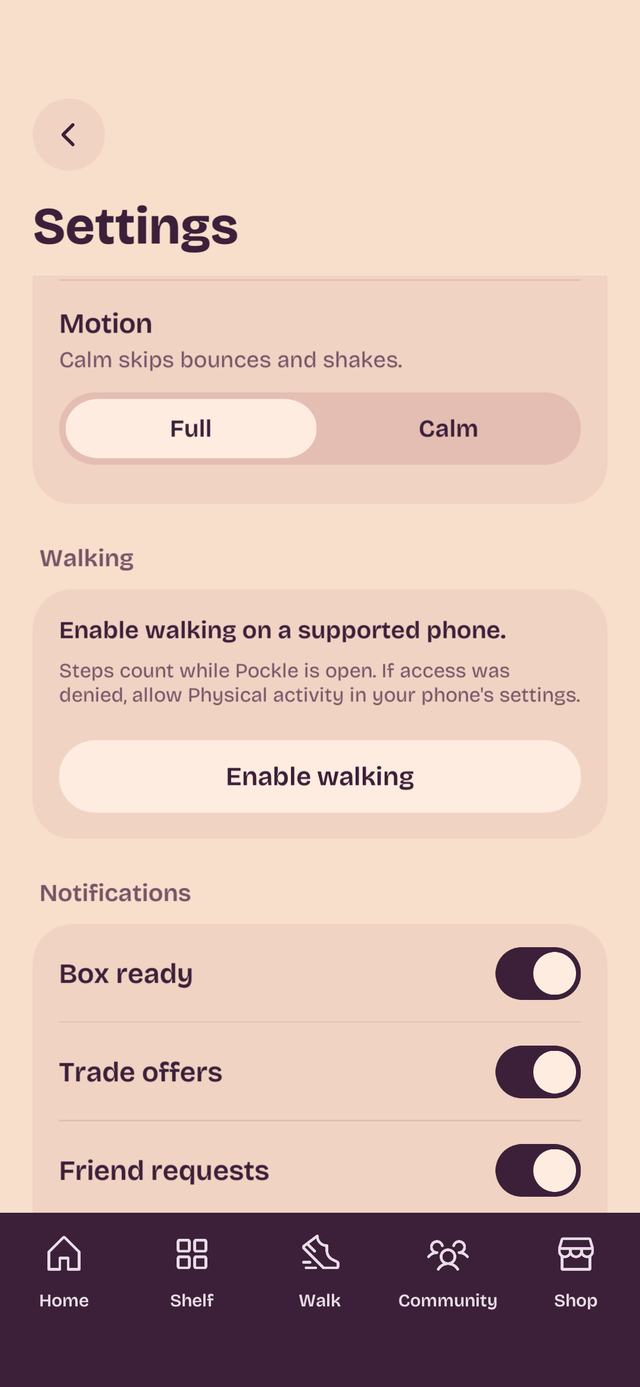 Settings
Motion
Calm skips bounces and shakes.
Full
Calm
Walking
Enable walking on a supported phone.
Steps count while Pockle is open. If access was
denied, allow Physical activity in your phone's settings.
Enable walking
Notifications
Box ready
Trade offers
Friend requests
Home
Shelf
Walk
Community
Shop